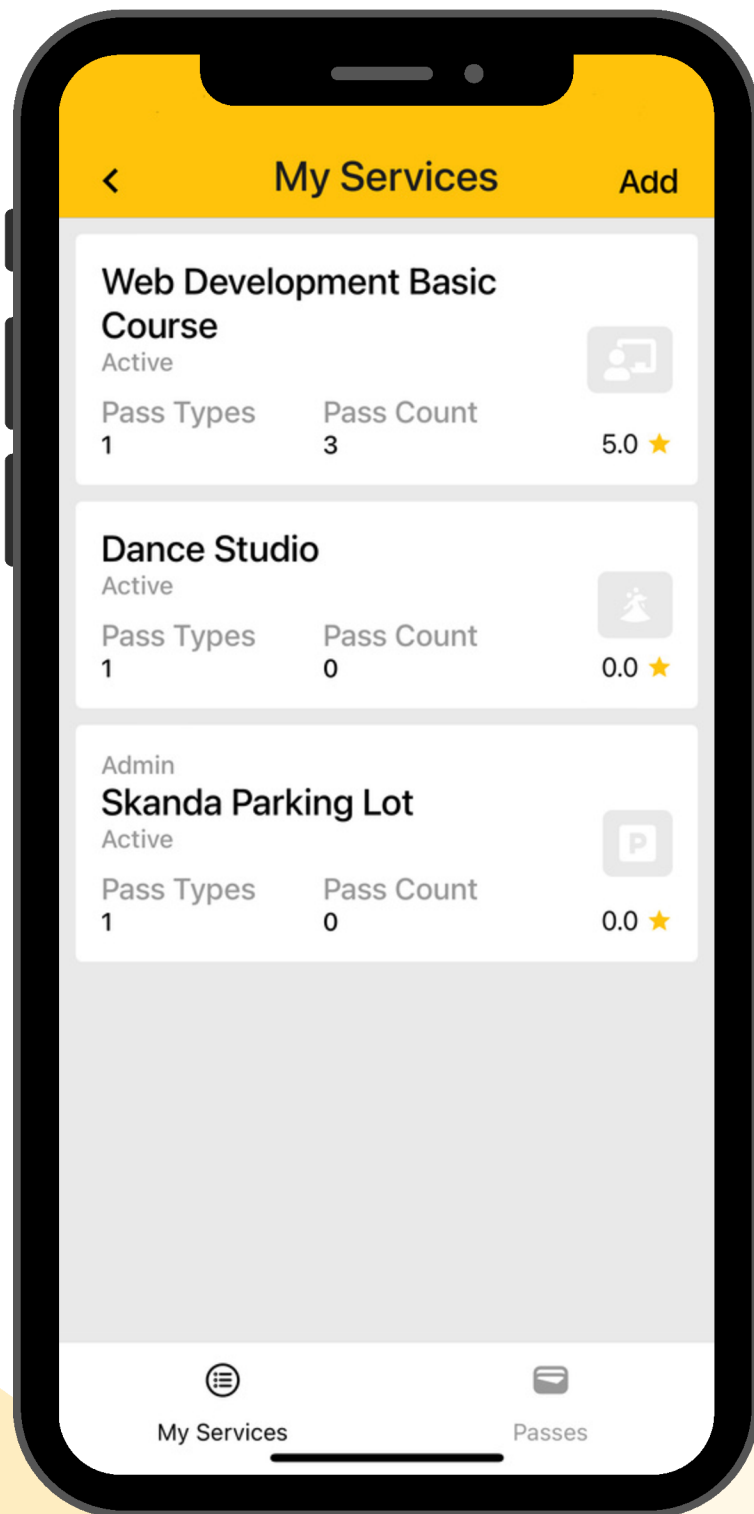 < My Services Add
Web Development Basic
Course
Active
Pass Types Pass Count
1 3 5.0 ★
Dance Studio
Active
Pass Types Pass Count
1 0 0.0 ★
Admin
Skanda Parking Lot
Active
P
Pass Types Pass Count
1 0 0.0 ★
My Services Passes